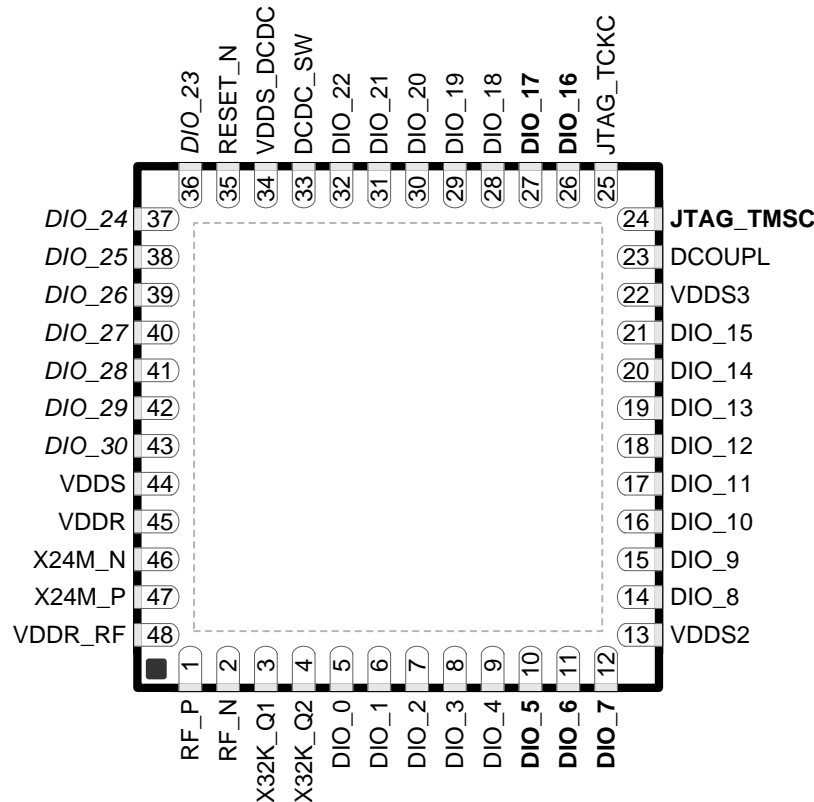 DIO_23
RESET_N
VDDS_DCDC
DCDC_SW
DIO_22
DIO_21
DIO_20
DIO_19
DIO_18
DIO_17
DIO_16
JTAG_TCKC
36
35
34
33
32
31
30
29
28
27
26
25
DIO_24 37
DIO_25 38
DIO_26 39
DIO_27 40
DIO_28 41
DIO_29 42
DIO_30 43
VDDS 44
VDDR 45
X24M_N 46
X24M_P 47
VDDR_RF 48
24 JTAG_TMSC
23 DCOUPL
22 VDDS3
21 DIO_15
20 DIO_14
19 DIO_13
18 DIO_12
17 DIO_11
16 DIO_10
15 DIO_9
14 DIO_8
13 VDDS2
1
2
3
4
5
6
7
8
9
10
11
12
RF_P
RF_N
X32K_Q1
X32K_Q2
DIO_0
DIO_1
DIO_2
DIO_3
DIO_4
DIO_5
DIO_6
DIO_7